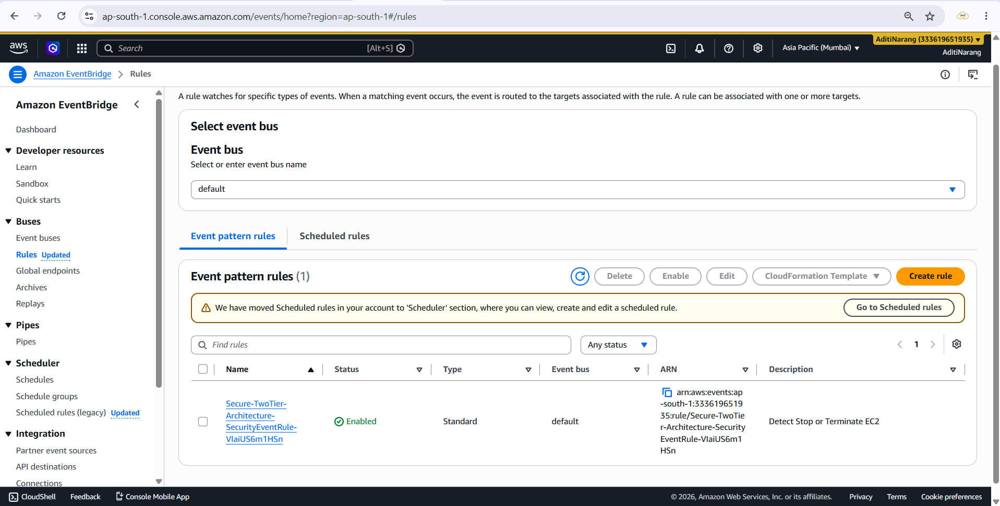 ap-south-1.console.aws.amazon.com/events/home?region=ap-south-1#/rules
aws
Search
[Alt+S]
Asia Pacific (Mumbai)
AditiNarang (333619651935)
AditiNarang
Amazon EventBridge
Rules
Amazon EventBridge
Dashboard
Developer resources
Learn
Sandbox
Quick starts
Buses
Event buses
Rules Updated
Global endpoints
Archives
Replays
Pipes
Pipes
Scheduler
Schedules
Schedule groups
Scheduled rules (legacy) Updated
Integration
Partner event sources
API destinations
Connections
A rule watches for specific types of events. When a matching event occurs, the event is routed to the targets associated with the rule. A rule can be associated with one or more targets.
Select event bus
Event bus
Select or enter event bus name
default
Event pattern rules
Scheduled rules
Event pattern rules (1)
Delete
Enable
Edit
CloudFormation Template
Create rule
We have moved Scheduled rules in your account to 'Scheduler' section, where you can view, create and edit a scheduled rule.
Go to Scheduled rules
Find rules
Any status
1
Name
Status
Type
Event bus
ARN
Description
Secure-TwoTier-
Architecture-
SecurityEventRule-
VIaiUS6m1HSn
Enabled
Standard
default
arn:aws:events:ap
-south-1:3336196519
35:rule/Secure-TwoTie
r-Architecture-Security
EventRule-VIaiUS6m1
HSn
Detect Stop or Terminate EC2
CloudShell
Feedback
Console Mobile App
© 2026, Amazon Web Services, Inc. or its affiliates.
Privacy
Terms
Cookie preferences